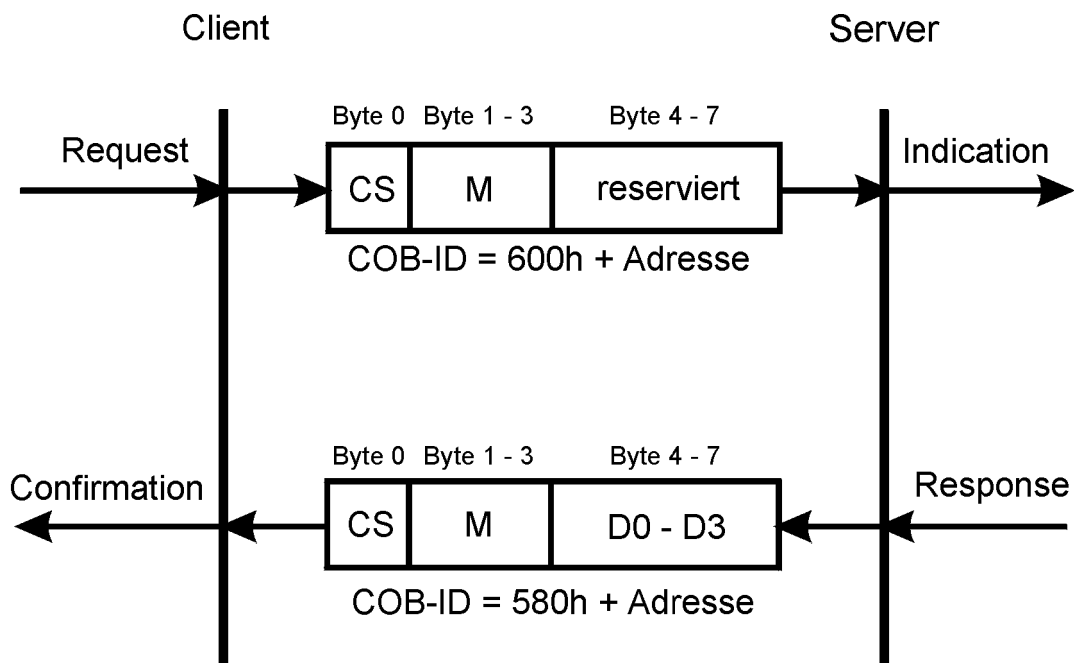 Client
Server
Byte 0 Byte 1 - 3 Byte 4 - 7
Request
Indication
CS M reserviert
COB-ID = 600h + Adresse
Byte 0 Byte 1 - 3 Byte 4 - 7
Confirmation
Response
CS M D0 - D3
COB-ID = 580h + Adresse